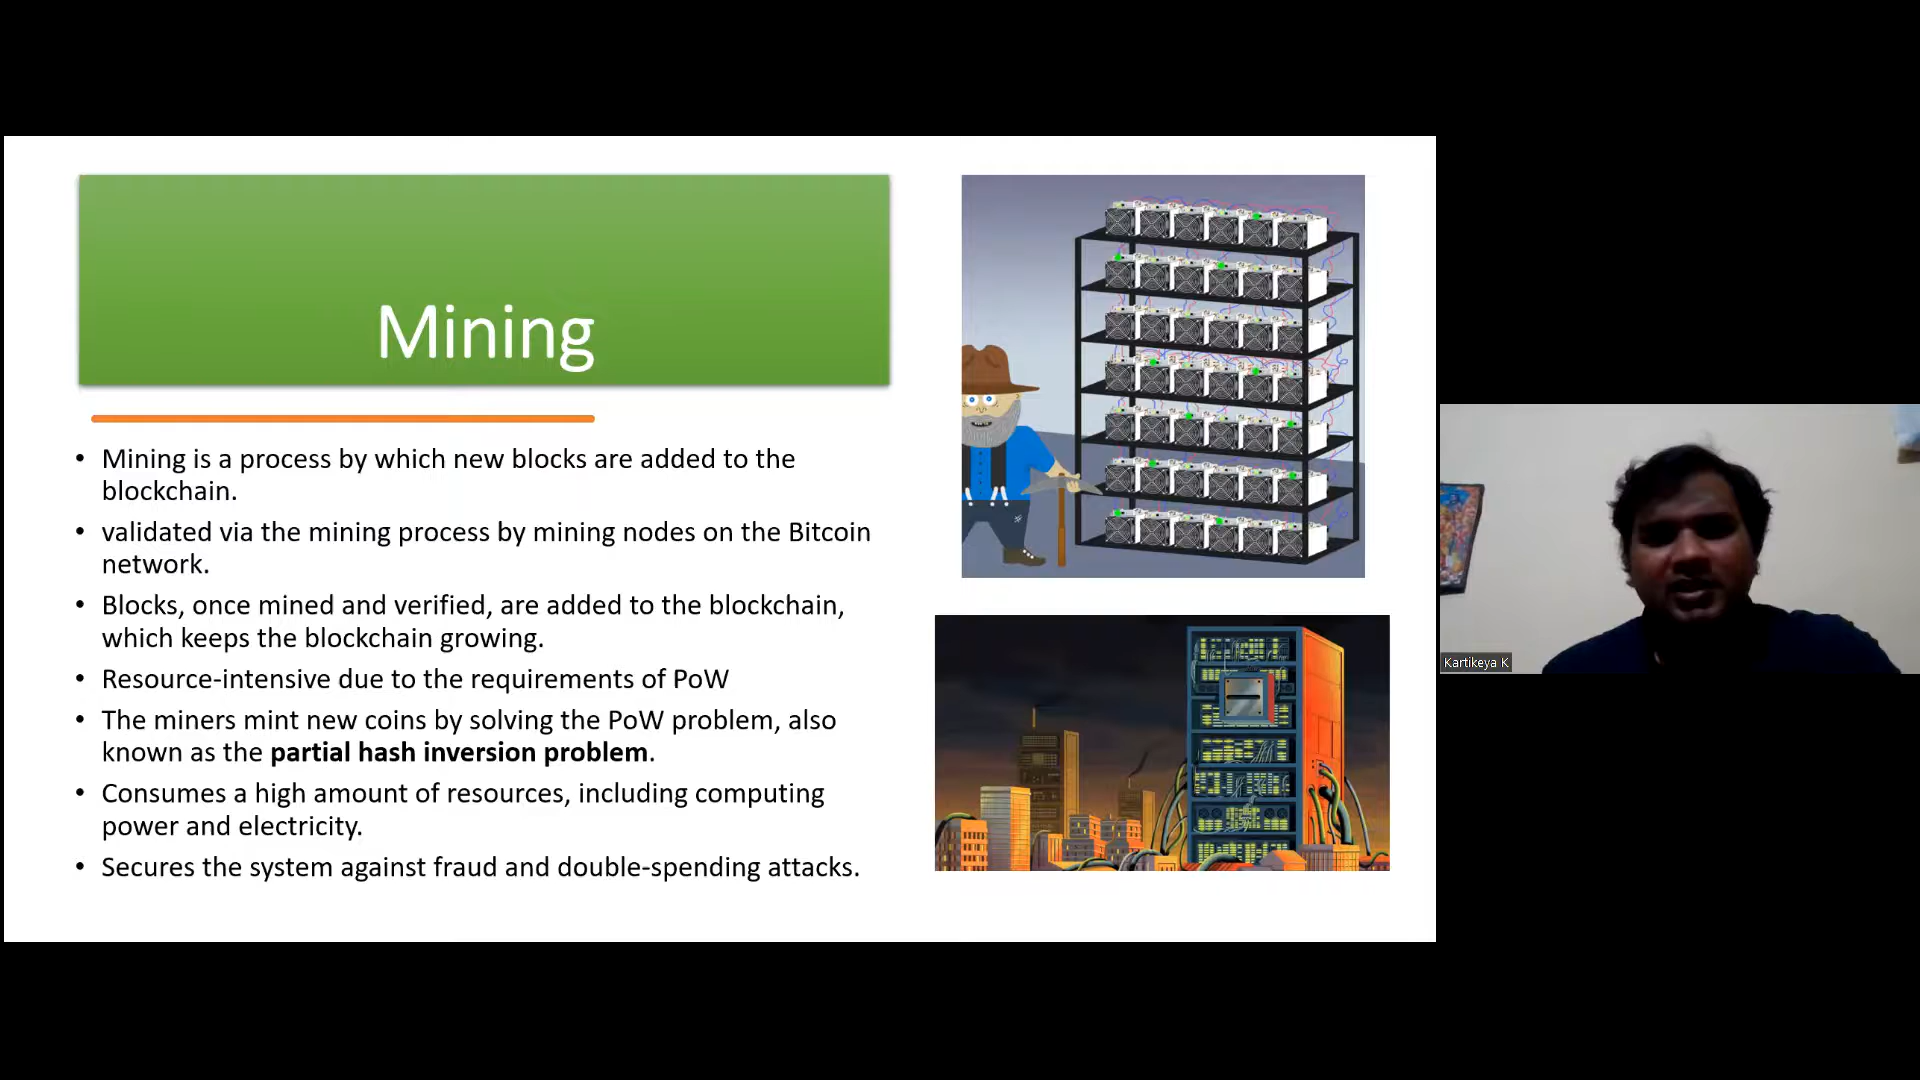 Mining
• Mining is a process by which new blocks are added to the
blockchain.
• validated via the mining process by mining nodes on the Bitcoin
network.
• Blocks, once mined and verified, are added to the blockchain,
which keeps the blockchain growing.
• Resource-intensive due to the requirements of PoW
• The miners mint new coins by solving the PoW problem, also
known as the partial hash inversion problem.
• Consumes a high amount of resources, including computing
power and electricity.
• Secures the system against fraud and double-spending attacks.
Kartikeya K